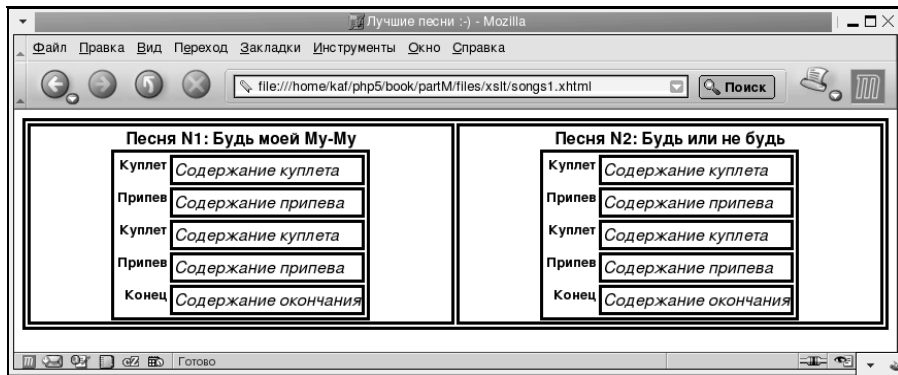 Лучшие песни :-) - Mozilla
Файл Правка Вид Переход Закладки Инструменты Окно Справка
file:///home/kaf/php5/book/partM/files/xslt/songs1.xhtml Поиск
Песня N1: Будь моей Му-Му
Куплет Содержание куплета
Припев Содержание припева
Куплет Содержание куплета
Припев Содержание припева
Конец Содержание окончания
Песня N2: Будь или не будь
Куплет Содержание куплета
Припев Содержание припева
Куплет Содержание куплета
Припев Содержание припева
Конец Содержание окончания
Готово